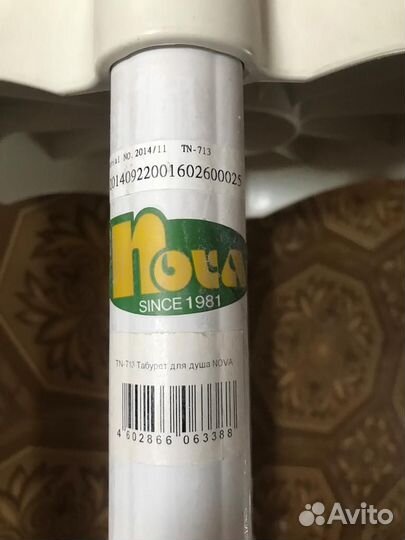 NO. 2014/11 TN-713
20140922001602600025
nova
SINCE 1981
TN-713 Табурет для душа NOVA
4 602866 063388
Avito